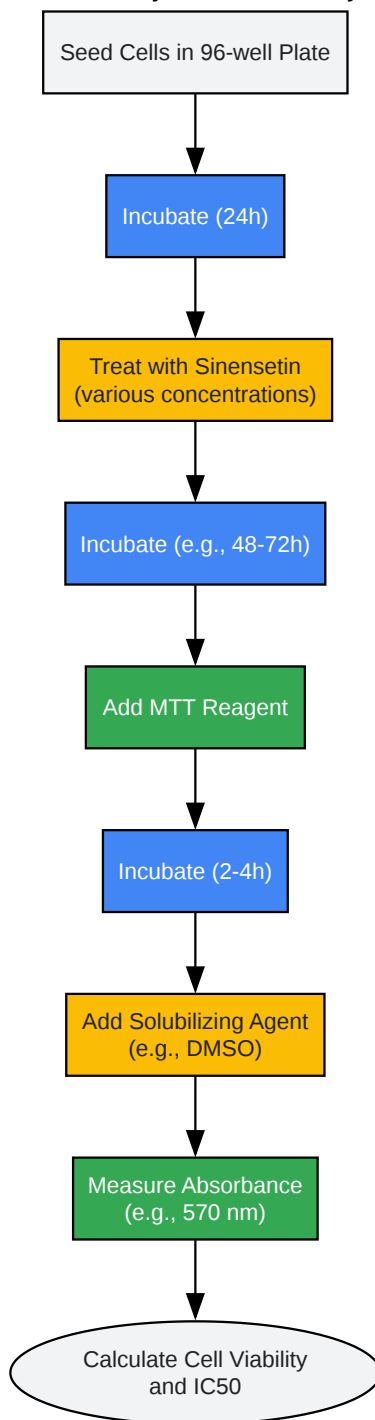 Seed Cells in 96-well Plate
Incubate (24h)
Treat with Sinensetin
(various concentrations)
Incubate (e.g., 48-72h)
Add MTT Reagent
Incubate (2-4h)
Add Solubilizing Agent
(e.g., DMSO)
Measure Absorbance
(e.g., 570 nm)
Calculate Cell Viability
and IC50